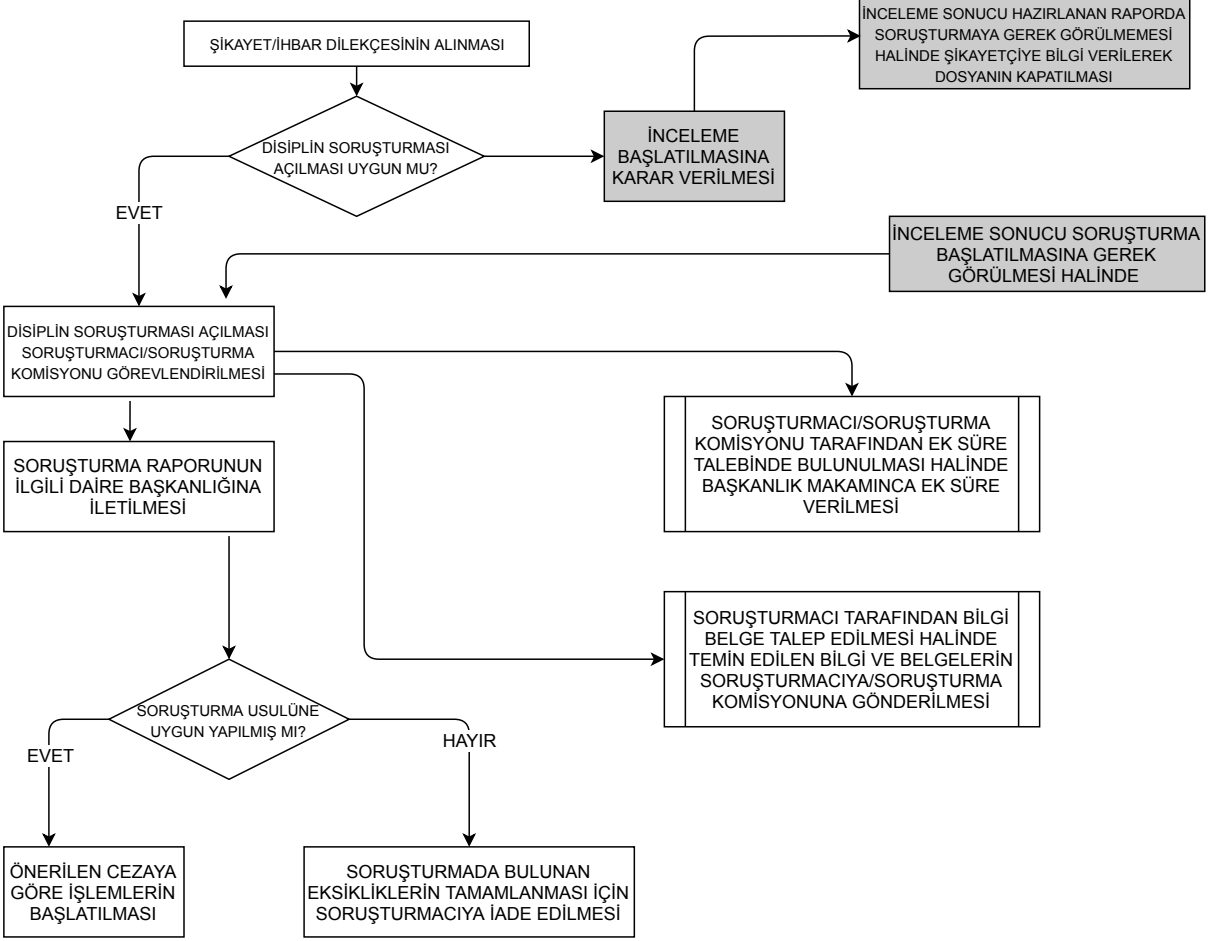 ŞİKAYET/İHBAR DİLEKÇESİNİN ALINMASI
İNCELEME SONUCU HAZIRLANAN RAPORDA
SORUŞTURMAYA GEREK GÖRÜLMEMESİ
HALİNDE ŞİKAYETÇİYE BİLGİ VERİLEREK
DOSYANIN KAPATILMASI
DİSİPLİN SORUŞTURMASI
AÇILMASI UYGUN MU?
İNCELEME
BAŞLATILMASINA
KARAR VERİLMESİ
EVET
İNCELEME SONUCU SORUŞTURMA
BAŞLATILMASINA GEREK
GÖRÜLMESİ HALİNDE
DİSİPLİN SORUŞTURMASI AÇILMASI
SORUŞTURMACI/SORUŞTURMA
KOMİSYONU GÖREVLENDİRİLMESİ
SORUŞTURMACI/SORUŞTURMA
KOMİSYONU TARAFINDAN EK SÜRE
TALEBİNDE BULUNULMASI HALİNDE
BAŞKANLIK MAKAMINCA EK SÜRE
VERİLMESİ
SORUŞTURMA RAPORUNUN
İLGİLİ DAİRE BAŞKANLIĞINA
İLETİLMESİ
SORUŞTURMACI TARAFINDAN BİLGİ
BELGE TALEP EDİLMESİ HALİNDE
TEMİN EDİLEN BİLGİ VE BELGELERİN
SORUŞTURMACIYA/SORUŞTURMA
KOMİSYONUNA GÖNDERİLMESİ
SORUŞTURMA USULÜNE
UYGUN YAPILMIŞ MI?
EVET
HAYIR
ÖNERİLEN CEZAYA
GÖRE İŞLEMLERİN
BAŞLATILMASI
SORUŞTURMADA BULUNAN
EKSİKLİKLERİN TAMAMLANMASI İÇİN
SORUŞTURMACIYA İADE EDİLMESİ